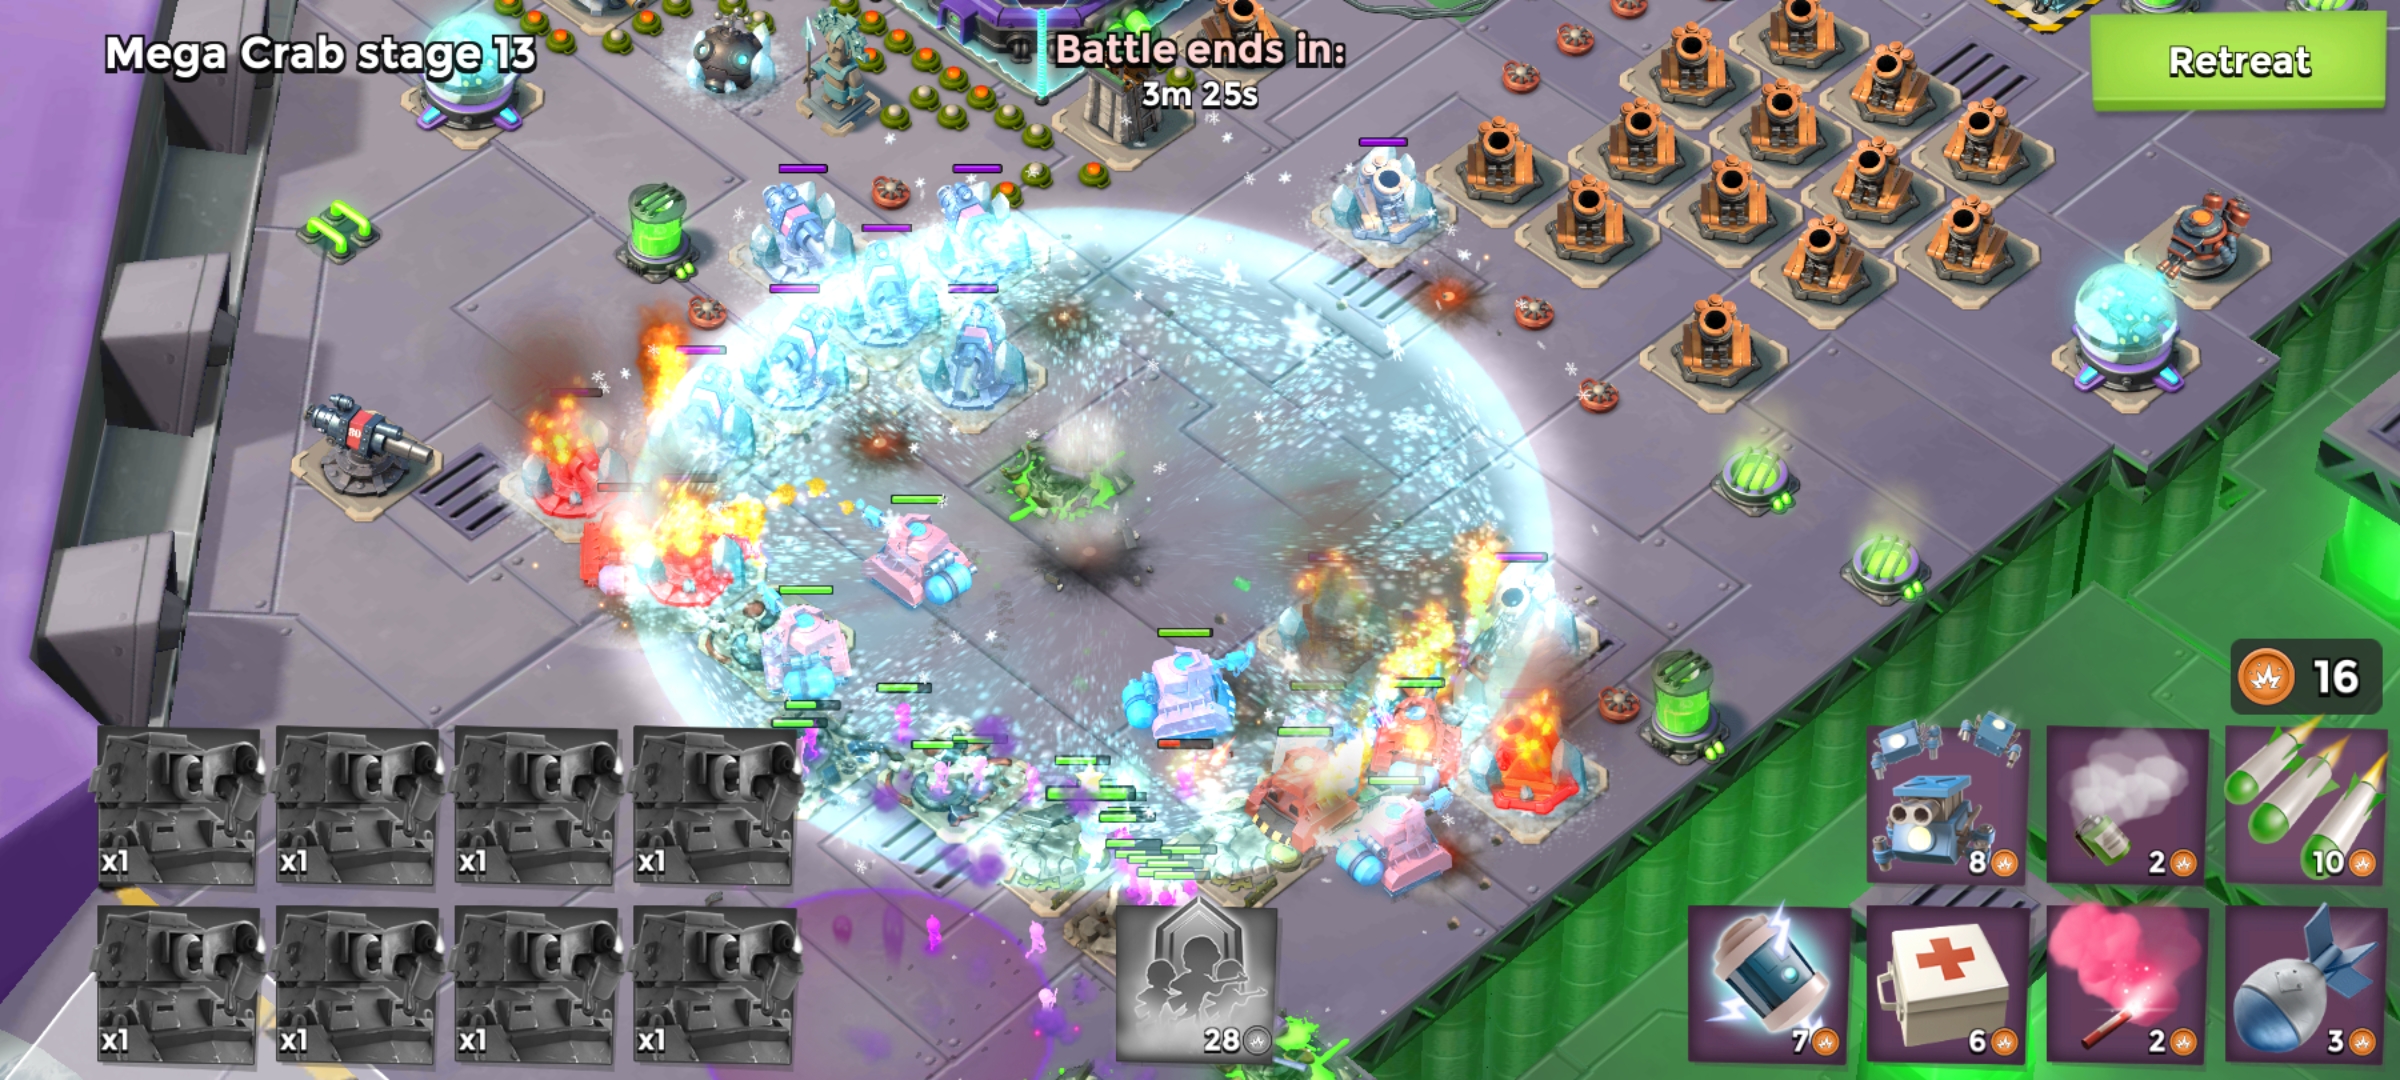 Mega Crab stage 13
Battle ends in:
3m 25s
Retreat
16
x1
x1
x1
x1
8
2
10
x1
x1
x1
x1
28
7
6
2
3